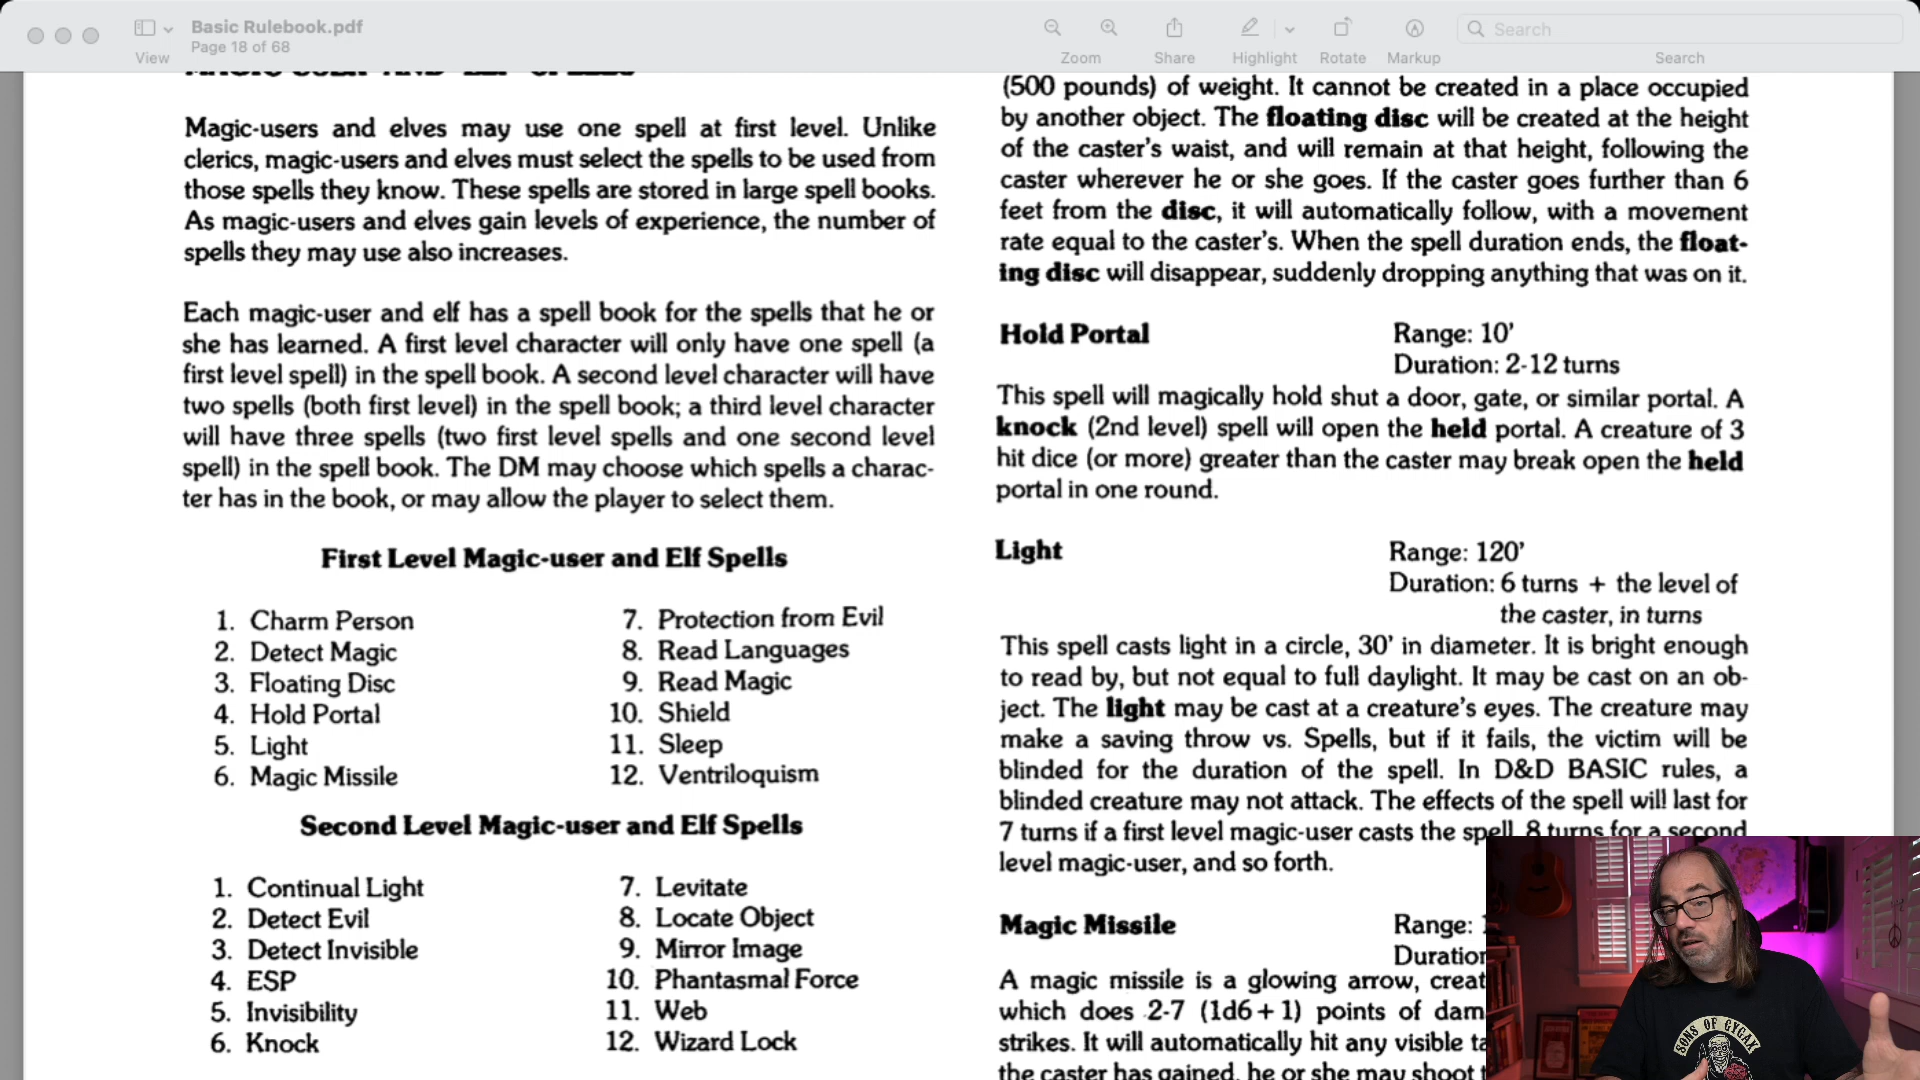 Basic Rulebook.pdf
Page 18 of 68
View
Zoom
Share
Highlight
Rotate
Markup
Search
Search
MAGIC-USER AND ELF SPELLS
Magic-users and elves may use one spell at first level. Unlike
clerics, magic-users and elves must select the spells to be used from
those spells they know. These spells are stored in large spell books.
As magic-users and elves gain levels of experience, the number of
spells they may use also increases.
Each magic-user and elf has a spell book for the spells that he or
she has learned. A first level character will only have one spell (a
first level spell) in the spell book. A second level character will have
two spells (both first level) in the spell book; a third level character
will have three spells (two first level spells and one second level
spell) in the spell book. The DM may choose which spells a charac-
ter has in the book, or may allow the player to select them.
First Level Magic-user and Elf Spells
1. Charm Person
2. Detect Magic
3. Floating Disc
4. Hold Portal
5. Light
6. Magic Missile
7. Protection from Evil
8. Read Languages
9. Read Magic
10. Shield
11. Sleep
12. Ventriloquism
Second Level Magic-user and Elf Spells
1. Continual Light
2. Detect Evil
3. Detect Invisible
4. ESP
5. Invisibility
6. Knock
7. Levitate
8. Locate Object
9. Mirror Image
10. Phantasmal Force
11. Web
12. Wizard Lock
(500 pounds) of weight. It cannot be created in a place occupied
by another object. The floating disc will be created at the height
of the caster's waist, and will remain at that height, following the
caster wherever he or she goes. If the caster goes further than 6
feet from the disc, it will automatically follow, with a movement
rate equal to the caster's. When the spell duration ends, the float-
ing disc will disappear, suddenly dropping anything that was on it.
Hold Portal
Range: 10'
Duration: 2-12 turns
This spell will magically hold shut a door, gate, or similar portal. A
knock (2nd level) spell will open the held portal. A creature of 3
hit dice (or more) greater than the caster may break open the held
portal in one round.
Light
Range: 120'
Duration: 6 turns + the level of
the caster, in turns
This spell casts light in a circle, 30' in diameter. It is bright enough
to read by, but not equal to full daylight. It may be cast on an ob-
ject. The light may be cast at a creature's eyes. The creature may
make a saving throw vs. Spells, but if it fails, the victim will be
blinded for the duration of the spell. In D&D BASIC rules, a
blinded creature may not attack. The effects of the spell will last for
7 turns if a first level magic-user casts the spell, 8 turns for a second
level magic-user, and so forth.
Magic Missile
Range:
Duration
A magic missile is a glowing arrow, creat
which does 2-7 (1d6+1) points of dam
strikes. It will automatically hit any visible ta
the caster has gained, he or she may shoot
SONS OF GYGAX